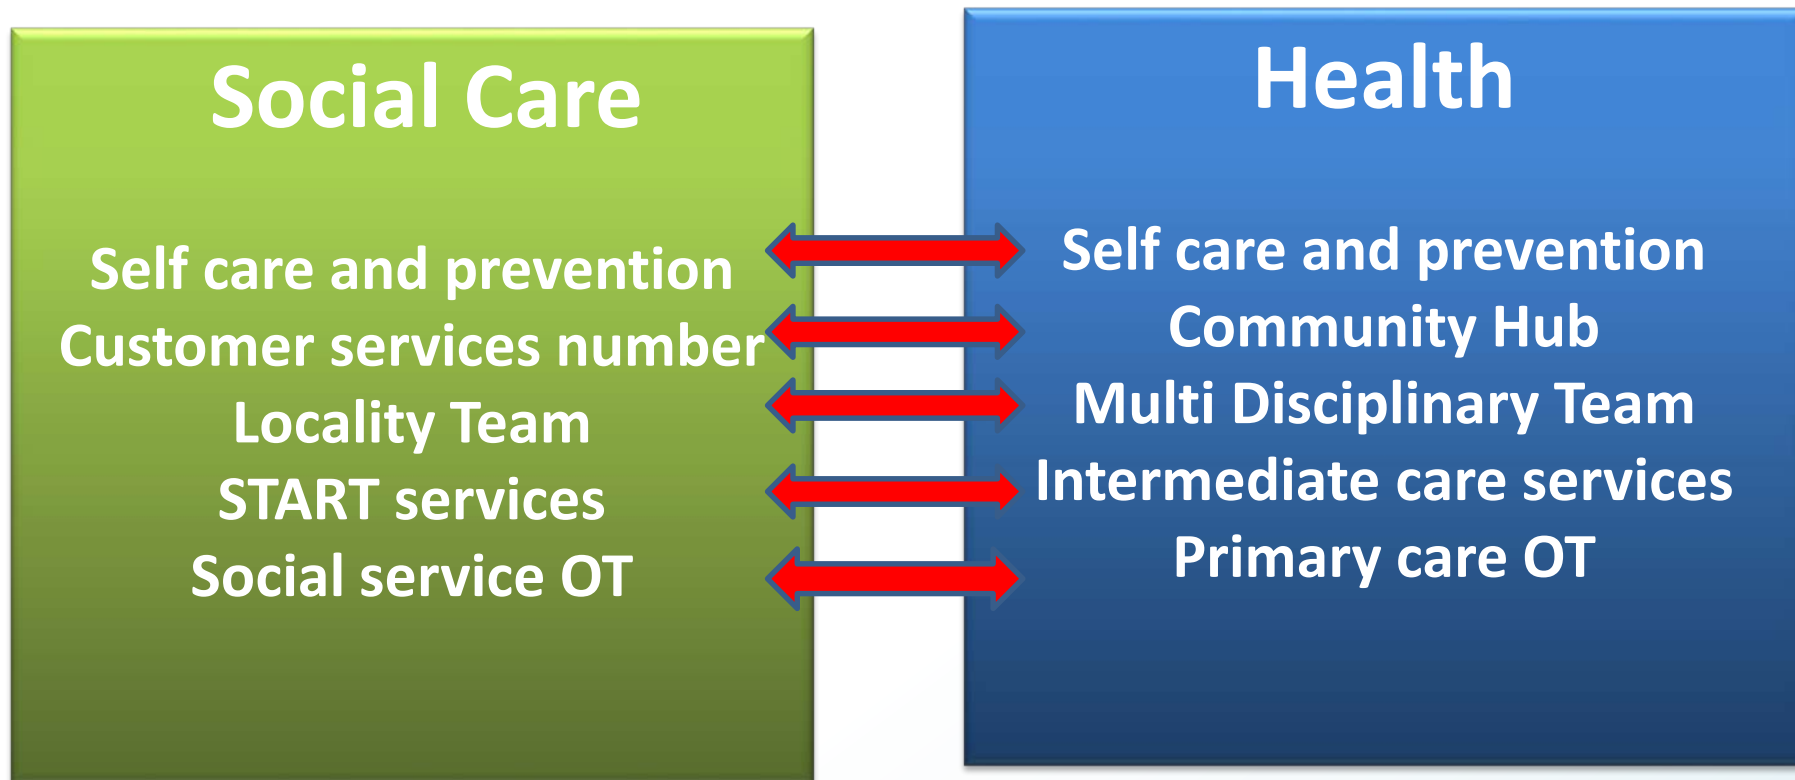 Social Care
Self care and prevention
Customer services number
Locality Team
START services
Social service OT
Health
Self care and prevention
Community Hub
Multi Disciplinary Team
Intermediate care services
Primary care OT